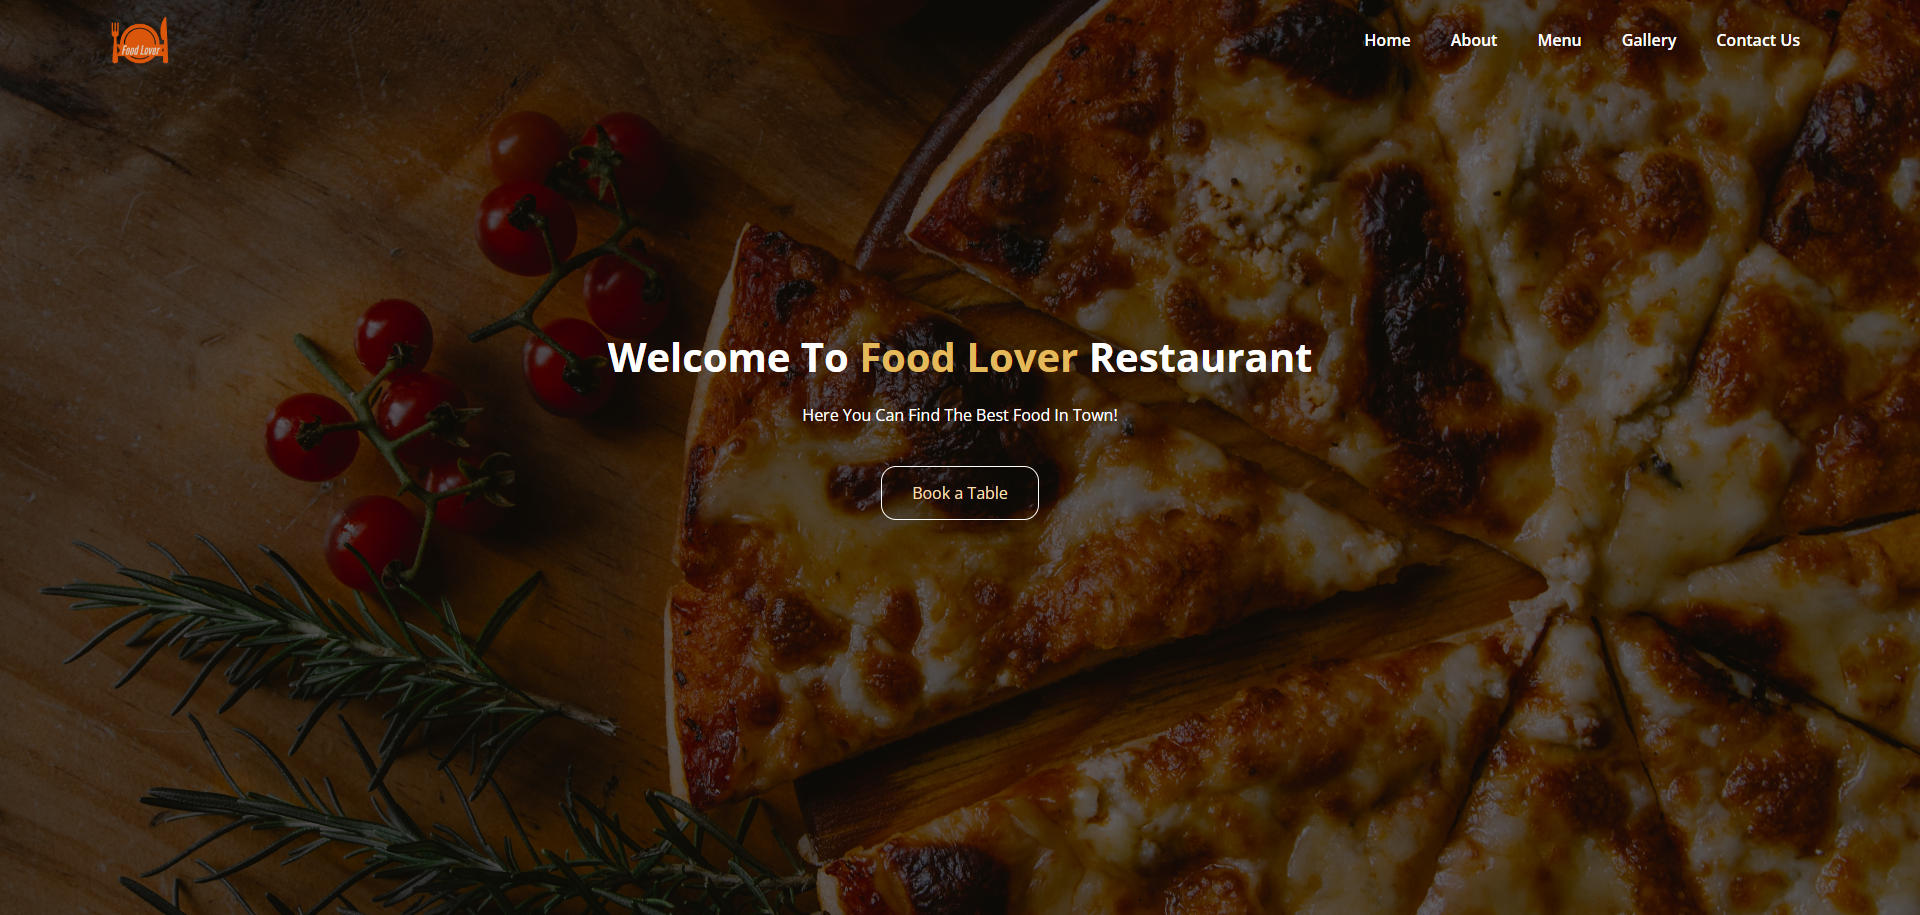 Food Lover
Home About Menu Gallery Contact Us
Welcome To Food Lover Restaurant
Here You Can Find The Best Food In Town!
Book a Table